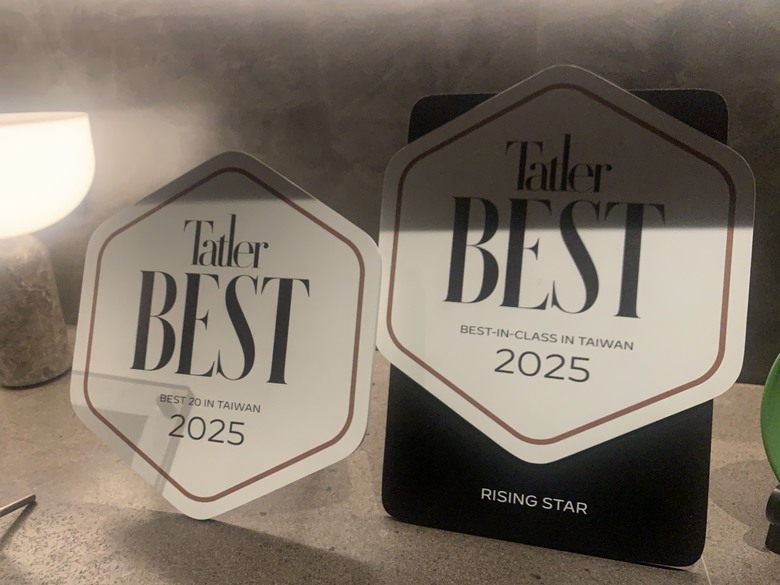 Tatler
BEST
BEST 20 IN TAIWAN
2025
Tatler
BEST
BEST-IN-CLASS IN TAIWAN
2025
RISING STAR